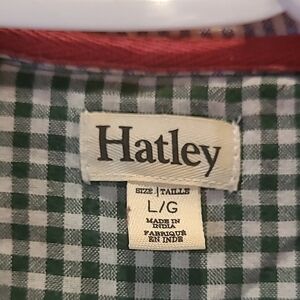 Hatley
SIZE | TAILLE
L/G
MADE IN
INDIA
FABRIQUÉ
EN INDE